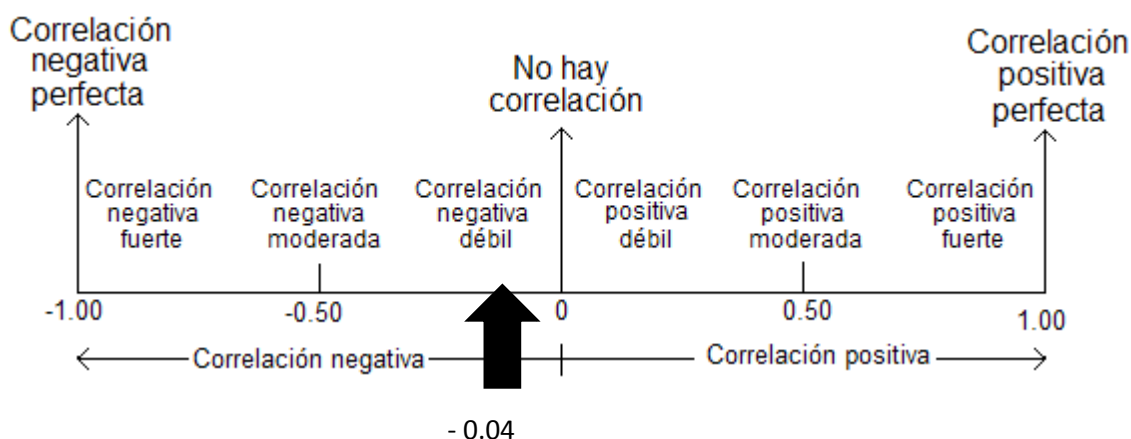 Correlación
negativa
perfecta
No hay
correlación
Correlación
positiva
perfecta
Correlación
negativa
fuerte
Correlación
negativa
moderada
Correlación
negativa
débil
Correlación
positiva
débil
Correlación
positiva
moderada
Correlación
positiva
fuerte
-1.00
-0.50
0
0.50
1.00
Correlación negativa
Correlación positiva
- 0.04